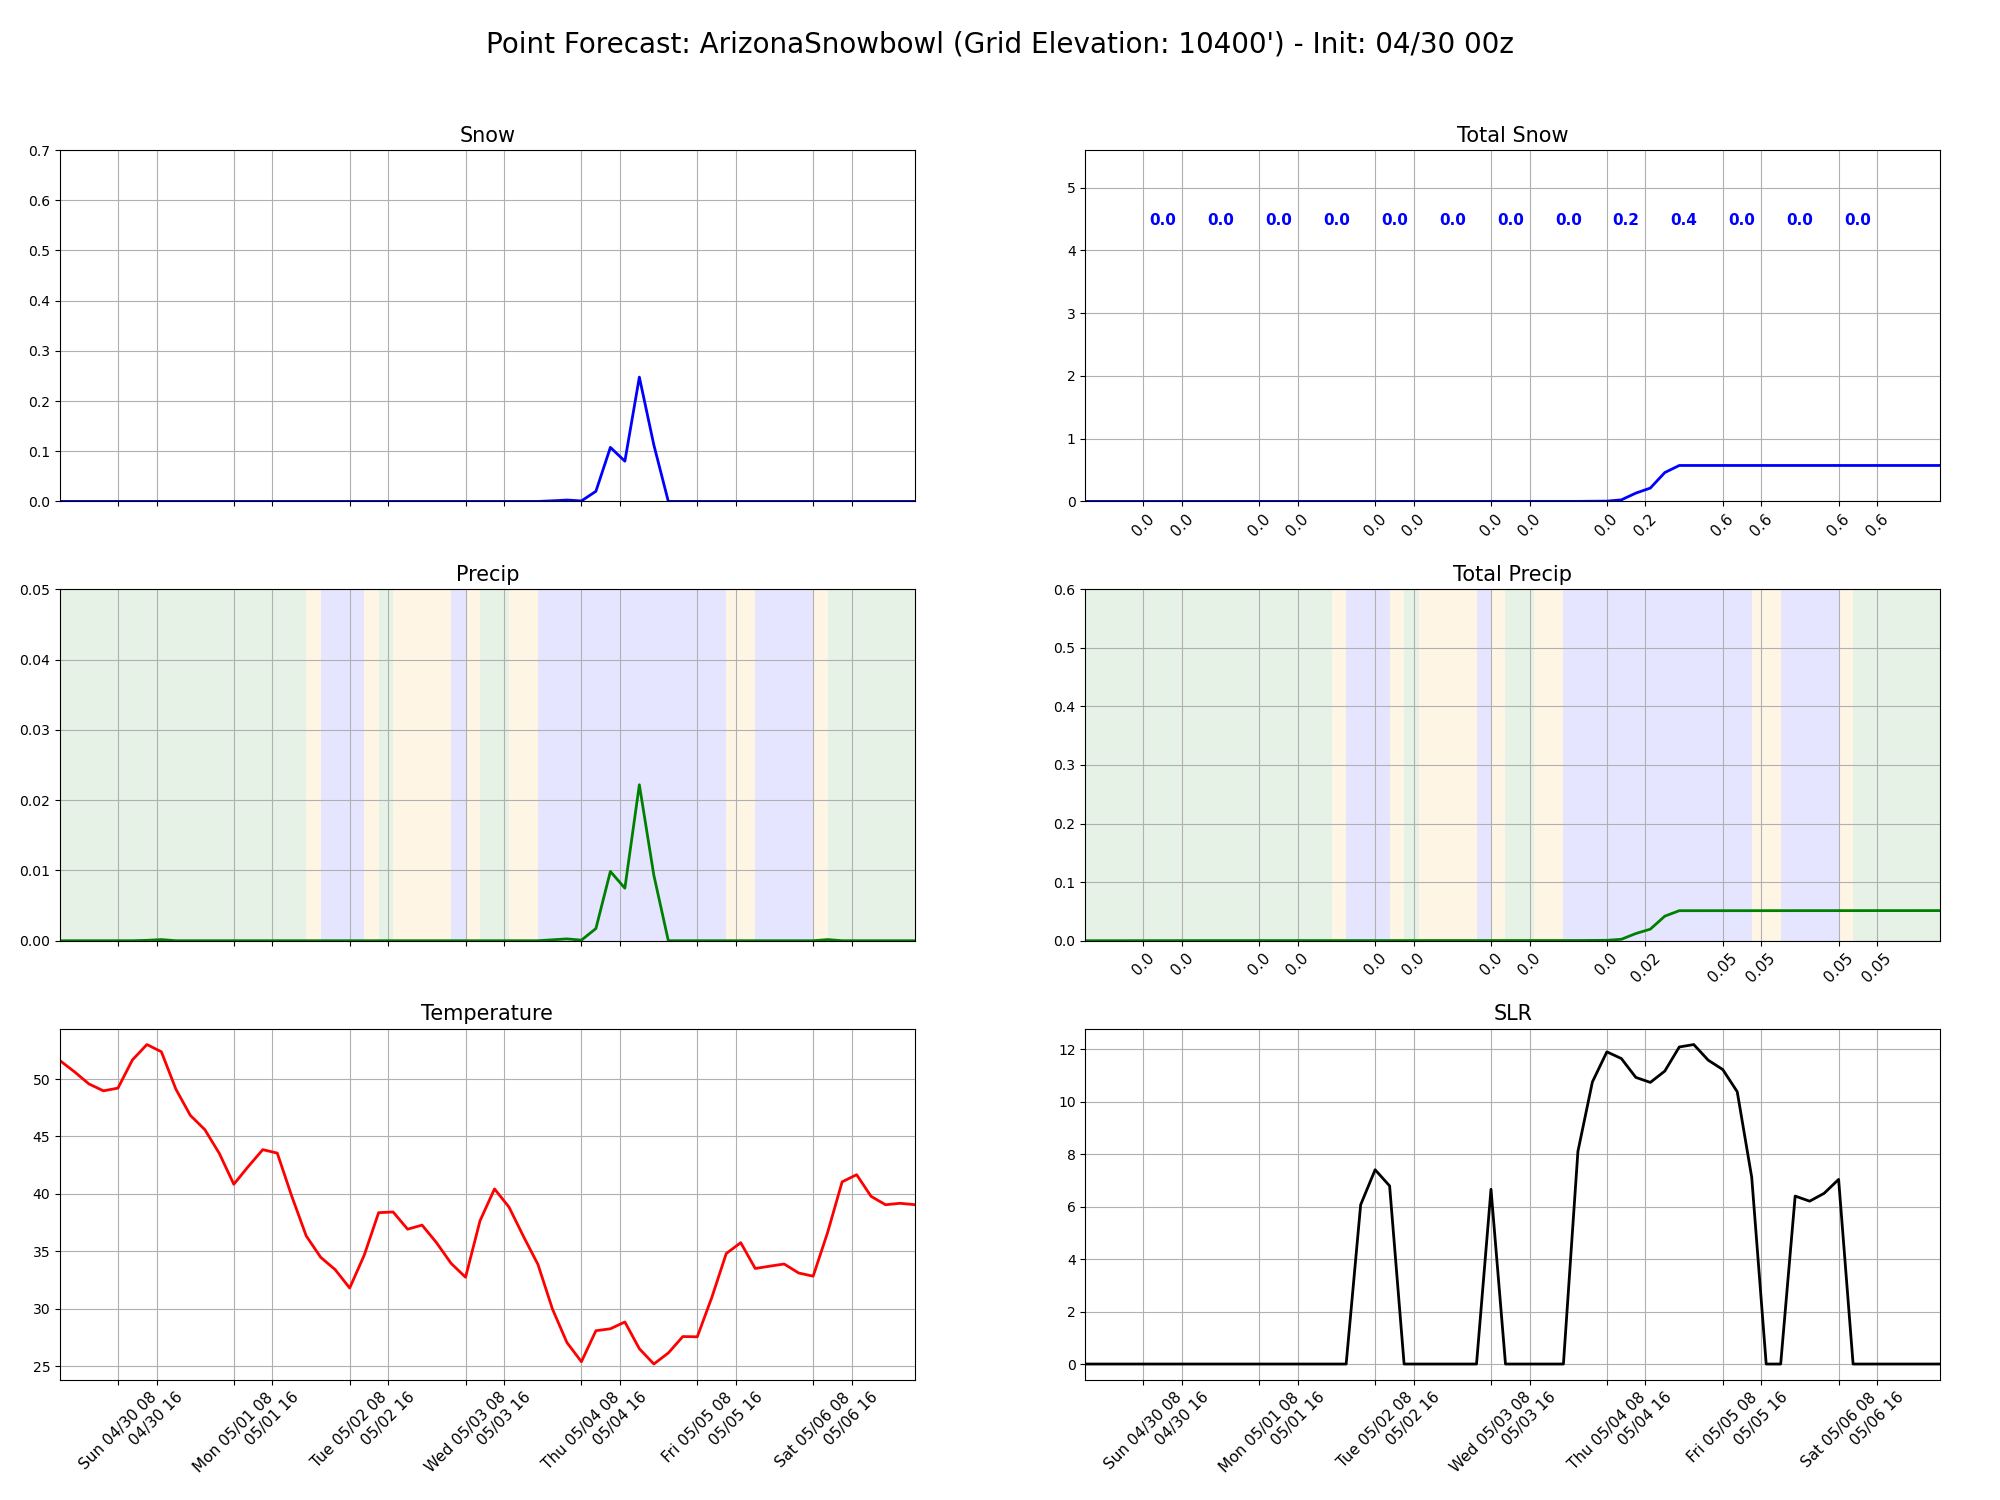 Point Forecast: ArizonaSnowbowl (Grid Elevation: 10400') - Init: 04/30 00z
Snow
0.7
0.6
0.5
0.4
0.3
0.2
0.1
0.0
Total Snow
5
4
3
2
1
0
0.0 0.0 0.0 0.0 0.0 0.0 0.0 0.0 0.2 0.4 0.0 0.0 0.0
0.0 0.0 0.0 0.0 0.0 0.0 0.0 0.0 0.0 0.2 0.6 0.6 0.6 0.6
Precip
0.05
0.04
0.03
0.02
0.01
0.00
Total Precip
0.6
0.5
0.4
0.3
0.2
0.1
0.0
0.0 0.0 0.0 0.0 0.0 0.0 0.0 0.0 0.0 0.02 0.05 0.05 0.05 0.05
Temperature
50
45
40
35
30
25
Sun 04/30 08
04/30 16
Mon 05/01 08
05/01 16
Tue 05/02 08
05/02 16
Wed 05/03 08
05/03 16
Thu 05/04 08
05/04 16
Fri 05/05 08
05/05 16
Sat 05/06 08
05/06 16
SLR
12
10
8
6
4
2
0
Sun 04/30 08
04/30 16
Mon 05/01 08
05/01 16
Tue 05/02 08
05/02 16
Wed 05/03 08
05/03 16
Thu 05/04 08
05/04 16
Fri 05/05 08
05/05 16
Sat 05/06 08
05/06 16